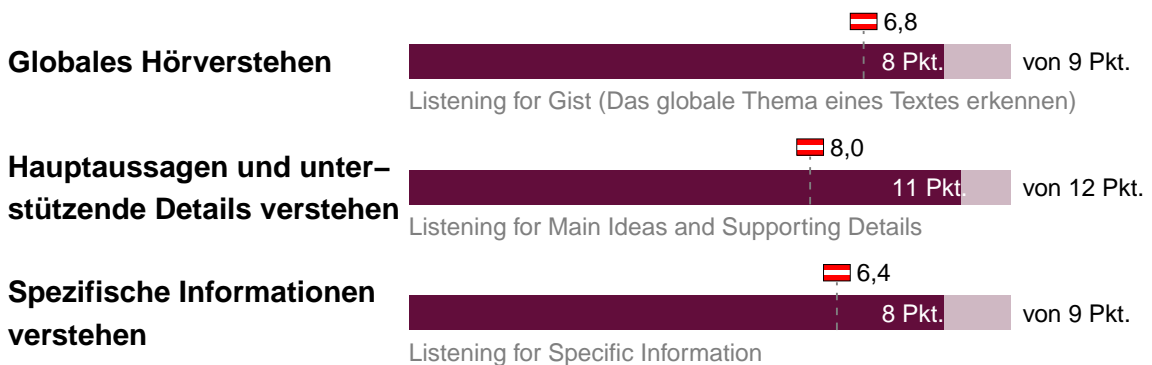 6,8
Globales Hörverstehen
8 Pkt.
von 9 Pkt.
Listening for Gist (Das globale Thema eines Textes erkennen)
8,0
Hauptaussagen und unter–
stützende Details verstehen
11 Pkt.
von 12 Pkt.
Listening for Main Ideas and Supporting Details
6,4
Spezifische Informationen
verstehen
8 Pkt.
von 9 Pkt.
Listening for Specific Information